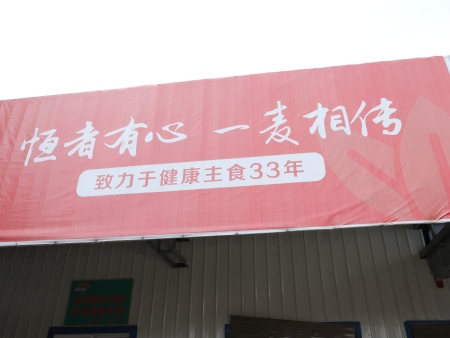 恒者有心 一麦相传
致力于健康主食33年